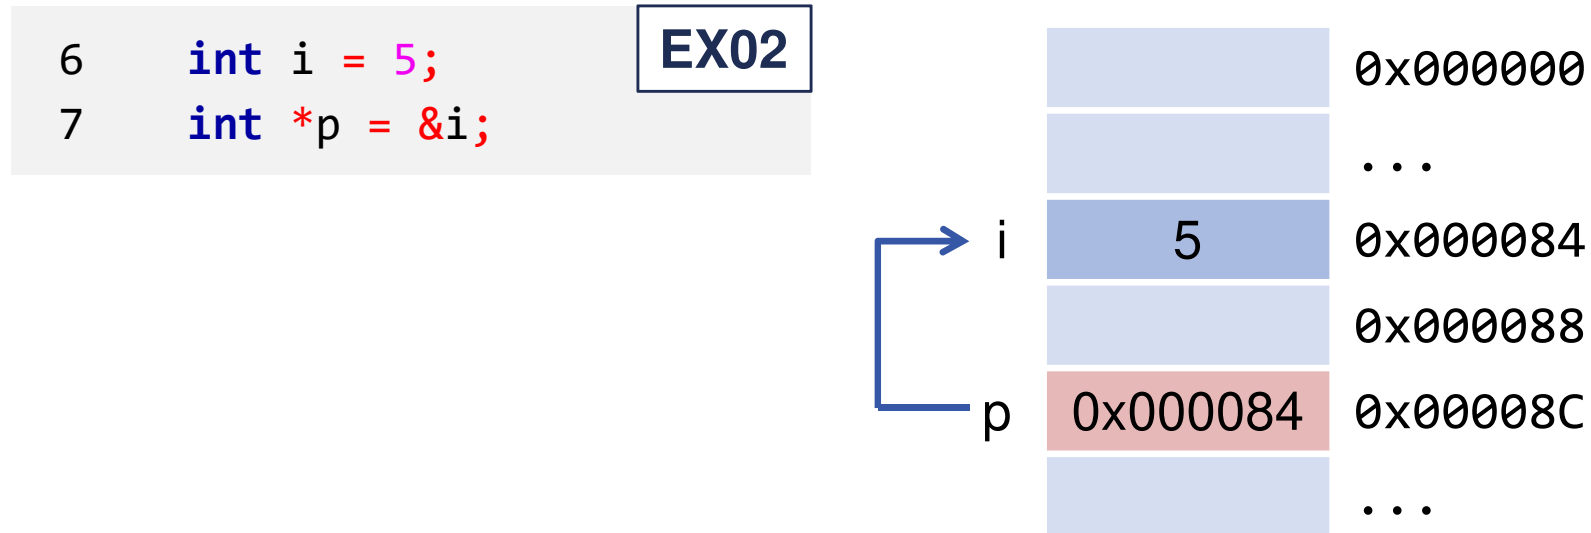 6 int i = 5;
7 int *p = &i;
EX02
0x000000
...
i 5 0x000084
0x000088
p 0x000084 0x00008C
...